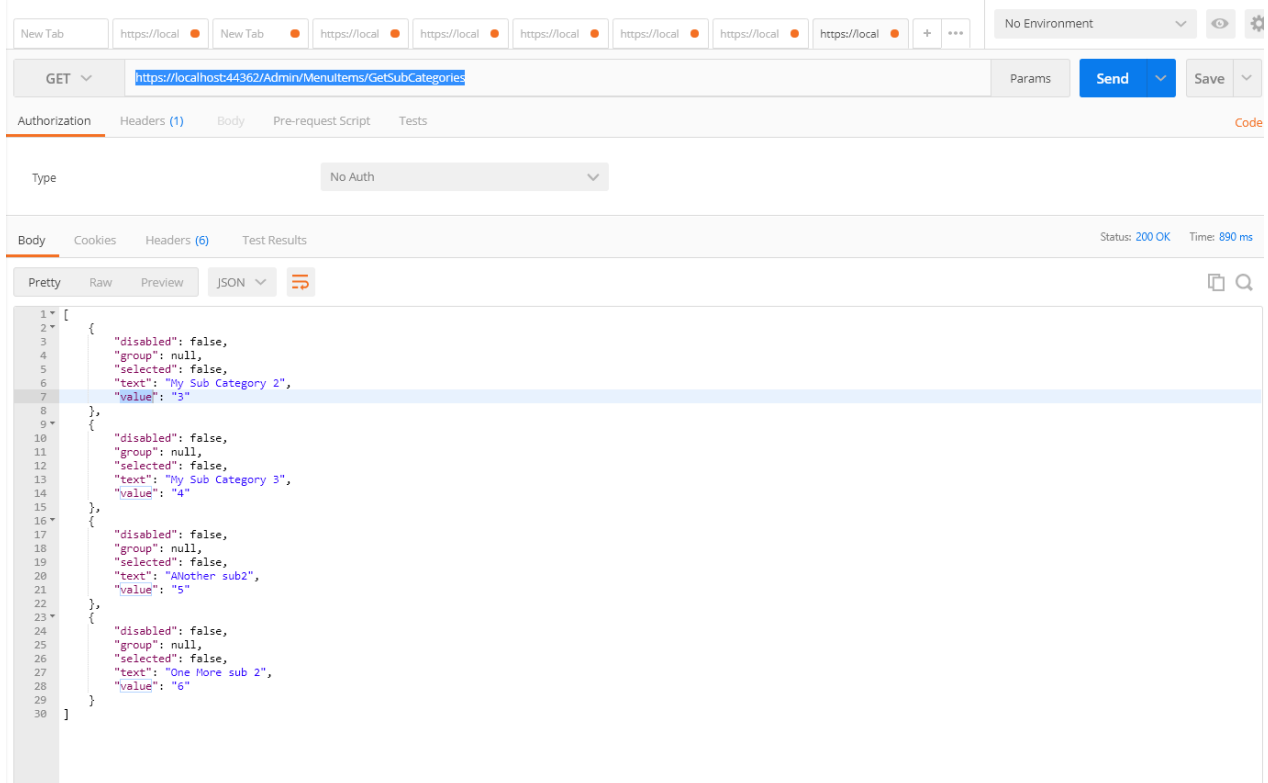 New Tab https://local New Tab https://local https://local https://local https://local https://local https://local + ••• No Environment
GET https://localhost:44362/Admin/MenuItems/GetSubCategories Params Send Save
Authorization Headers (1) Body Pre-request Script Tests Code
Type No Auth
Body Cookies Headers (6) Test Results Status: 200 OK Time: 890 ms
Pretty Raw Preview JSON
1 [
2 {
3 "disabled": false,
4 "group": null,
5 "selected": false,
6 "text": "My Sub Category 2",
7 "value": "3"
8 },
9 {
10 "disabled": false,
11 "group": null,
12 "selected": false,
13 "text": "My Sub Category 3",
14 "value": "4"
15 },
16 {
17 "disabled": false,
18 "group": null,
19 "selected": false,
20 "text": "ANother sub2",
21 "value": "5"
22 },
23 {
24 "disabled": false,
25 "group": null,
26 "selected": false,
27 "text": "One More sub 2",
28 "value": "6"
29 }
30 ]